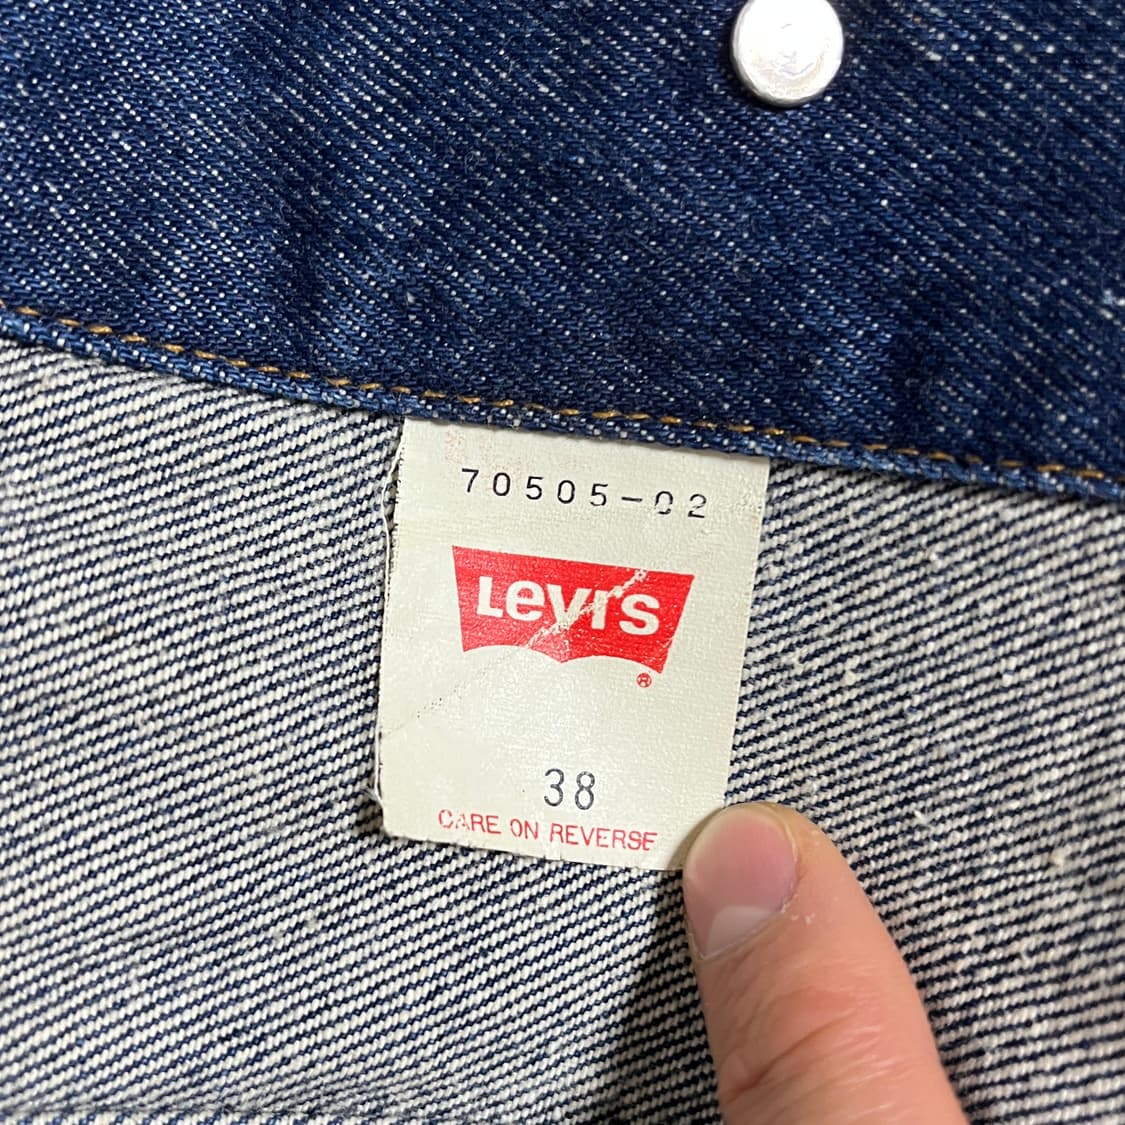 70505-02
Levi's
®
38
CARE ON REVERSE